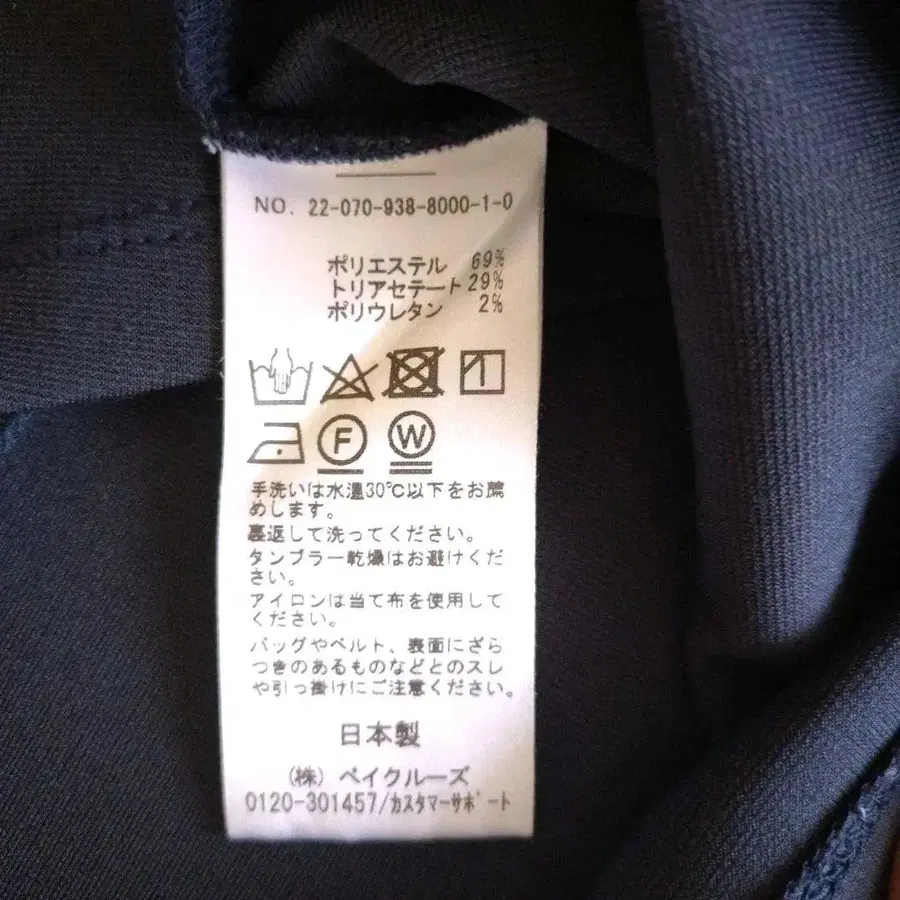 NO. 22-070-938-8000-1-0
ポリエステル 69%
トリアセテート 29%
ポリウレタン 2%
F W
手洗いは水温30℃以下をお薦
めします。
裏返して洗ってください。
タンブラー乾燥はお避けくだ
さい。
アイロンは当て布を使用して
ください。
バッグやベルト、表面にざら
つきのあるものなどとのスレ
や引っ掛けにご注意ください。
日本製
(株) ベイクルーズ
0120-301457/カスタマーサポート